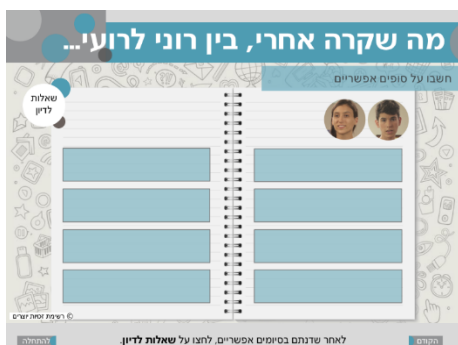 מה שקרה אחרי, בין רוני לרועי...
חשבו על סופים אפשריים
שאלות
לדיון
© רשימת זכויות יוצרים
לאחר שדנתם בסיומים אפשריים, לחצו על שאלות לדיון.
הקודם
להתחלה